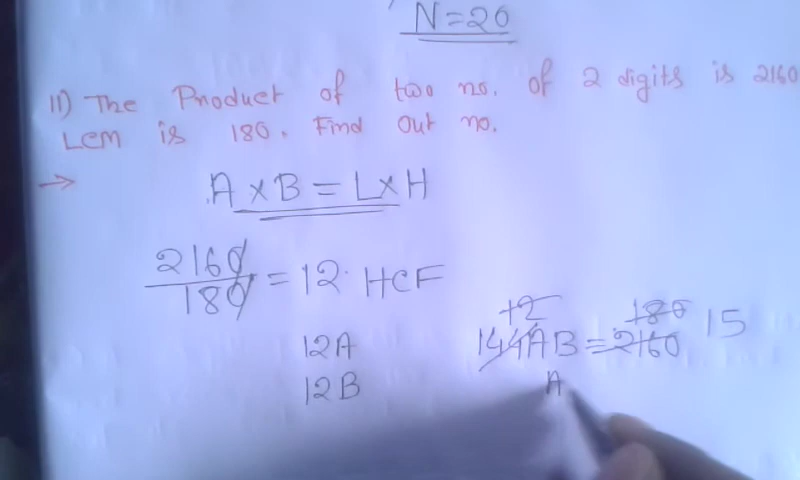 N=20
11) The Product of two no. of 2 digits is 2160
Lcm is 180. Find Out no.
→ A × B = L × H
2160/180 = 12. HCF
12A
12B
12 180
144AB = 2160 15
A